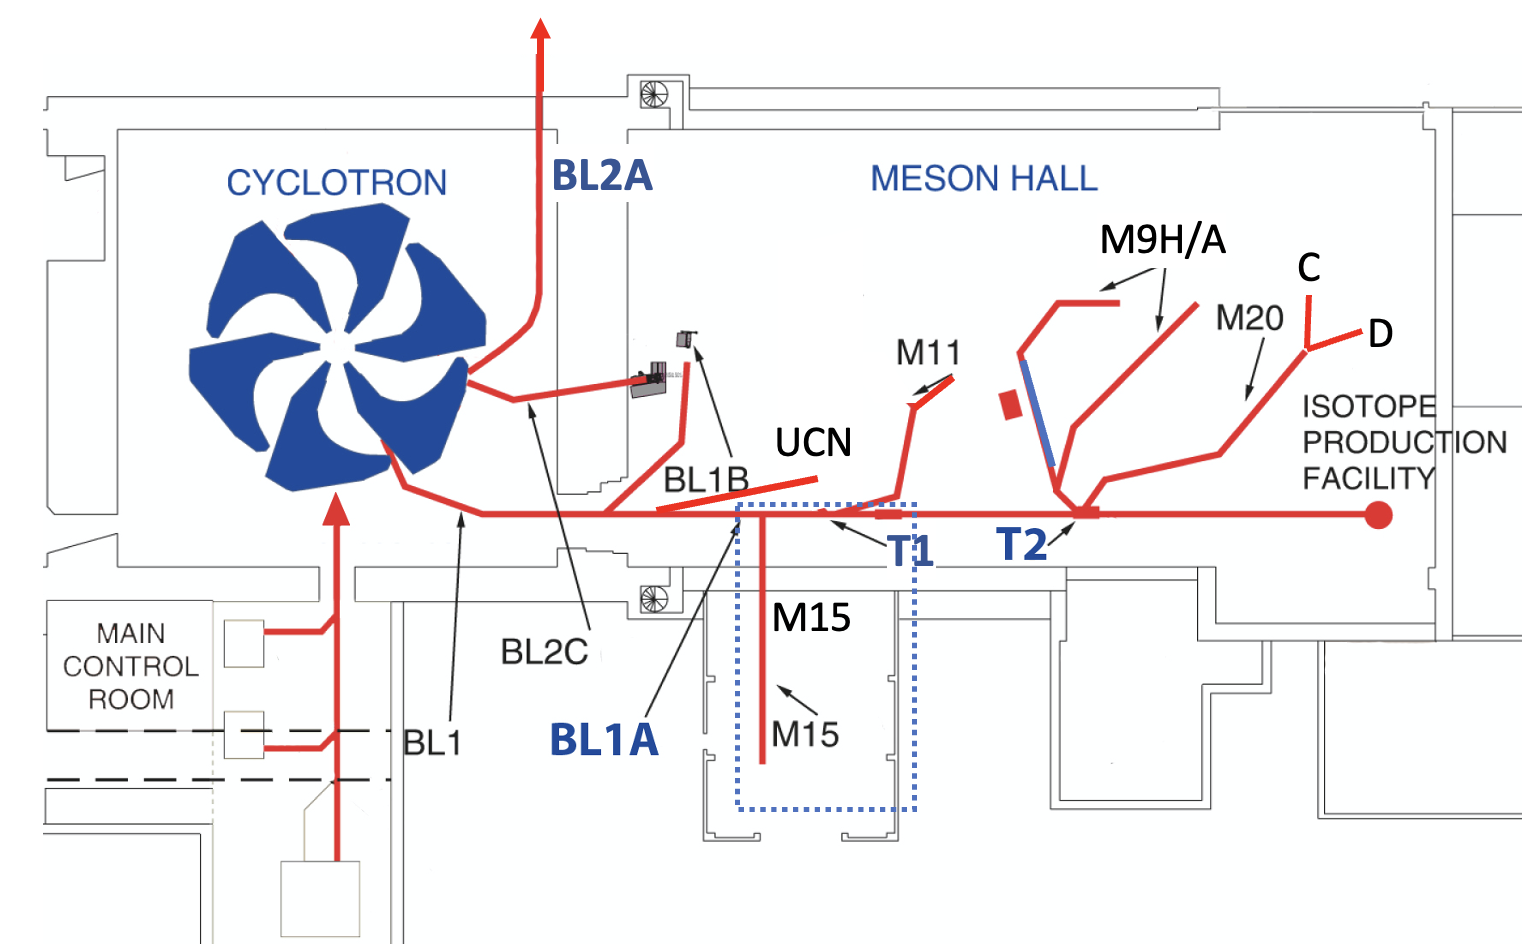 BL2A
CYCLOTRON
MESON HALL
M9H/A
C
M20
D
M11
ISOTOPE
PRODUCTION
FACILITY
UCN
BL1B
T1
T2
M15
MAIN
CONTROL
ROOM
BL2C
M15
BL1
BL1A